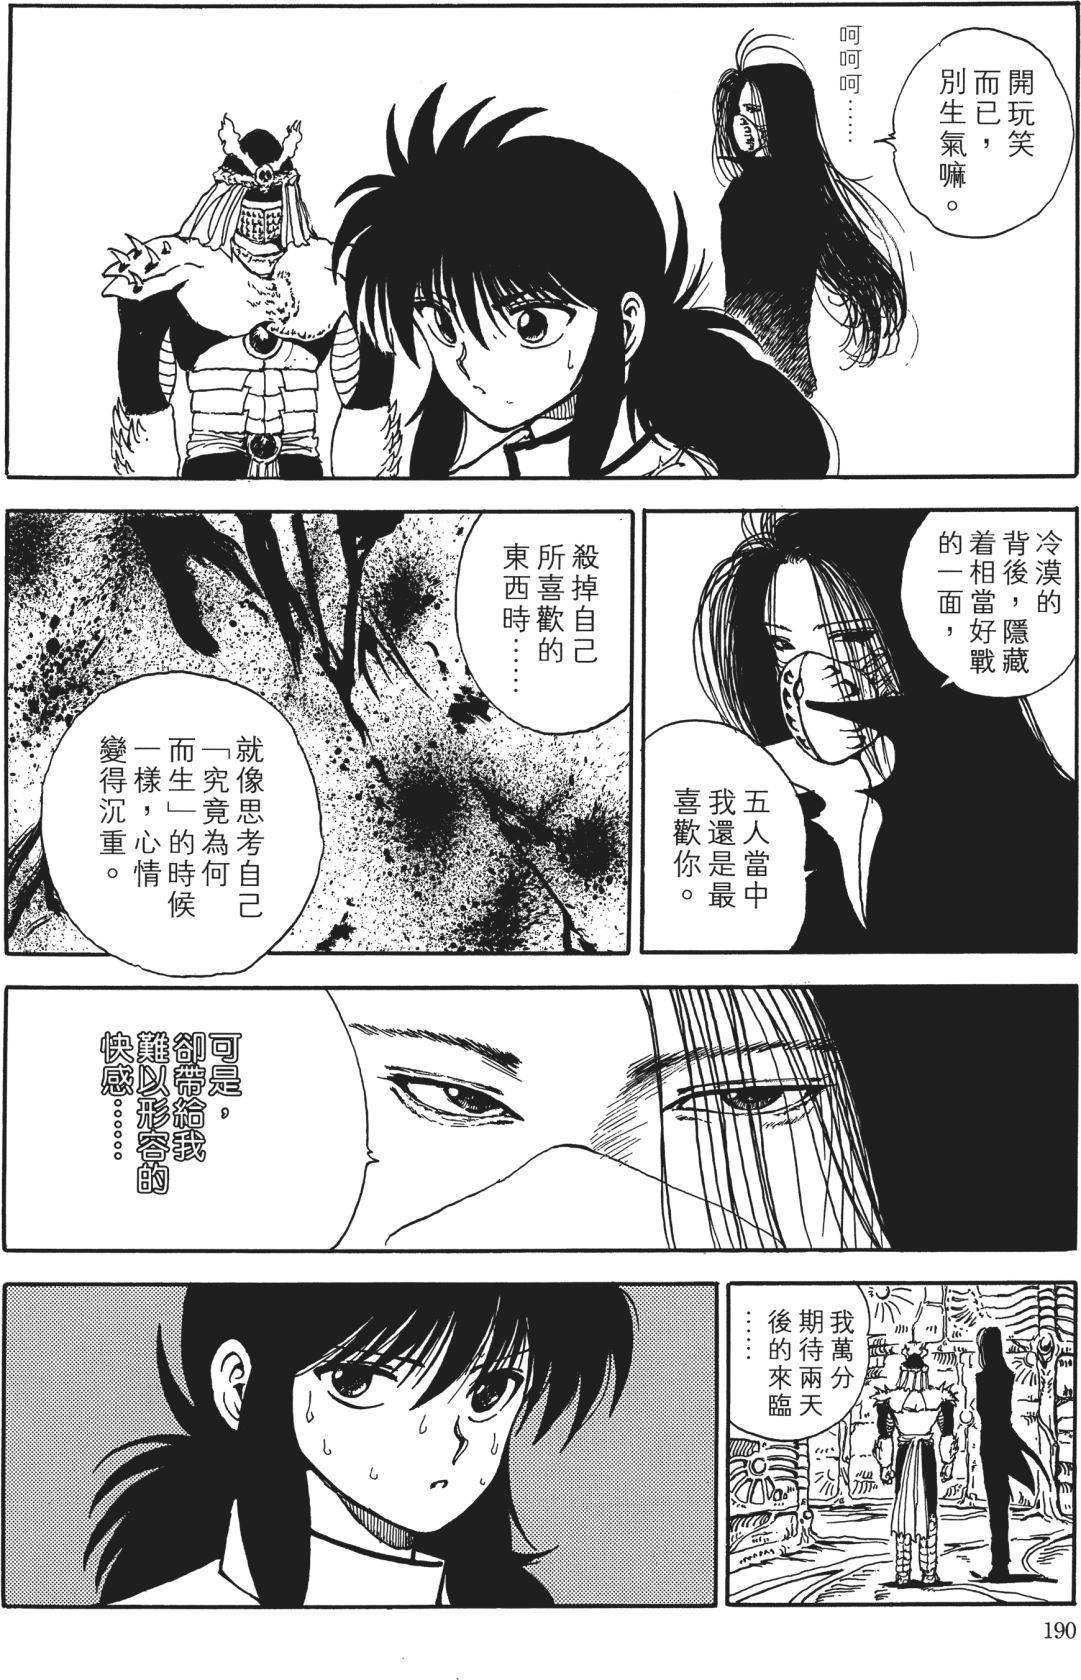 開玩笑
而已，
別生氣嘛。
呵呵呵……
冷漠的
背後，隱藏
着相當好戰
的一面，
五人當中
我還是最
喜歡你。
殺掉自己
所喜歡的
東西時……
就像思考自己
「究竟為何
而生」的時候
一樣，心情
變得沉重。
可是，
卻帶給我
難以形容的
快感……
我萬分
期待兩天
後的來臨
……
190